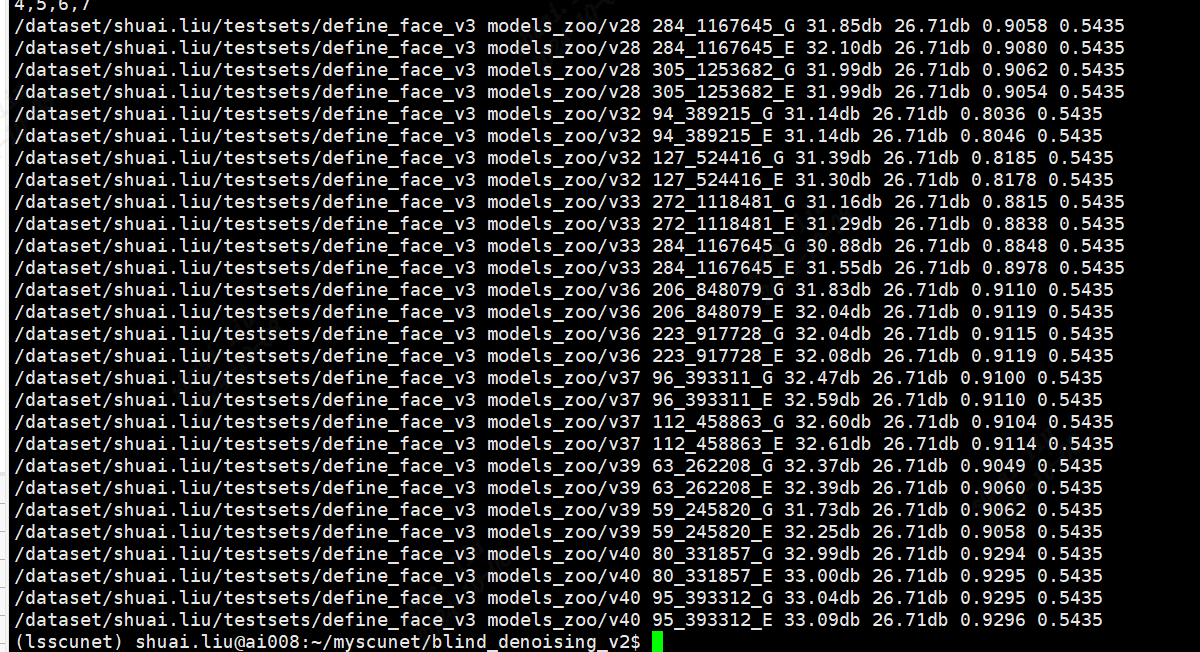 4,5,6,7
/dataset/shuai.liu/testsets/define_face_v3 models_zoo/v28 284_1167645_G 31.85db 26.71db 0.9058 0.5435
/dataset/shuai.liu/testsets/define_face_v3 models_zoo/v28 284_1167645_E 32.10db 26.71db 0.9080 0.5435
/dataset/shuai.liu/testsets/define_face_v3 models_zoo/v28 305_1253682_G 31.99db 26.71db 0.9062 0.5435
/dataset/shuai.liu/testsets/define_face_v3 models_zoo/v28 305_1253682_E 31.99db 26.71db 0.9054 0.5435
/dataset/shuai.liu/testsets/define_face_v3 models_zoo/v32 94_389215_G 31.14db 26.71db 0.8036 0.5435
/dataset/shuai.liu/testsets/define_face_v3 models_zoo/v32 94_389215_E 31.14db 26.71db 0.8046 0.5435
/dataset/shuai.liu/testsets/define_face_v3 models_zoo/v32 127_524416_G 31.39db 26.71db 0.8185 0.5435
/dataset/shuai.liu/testsets/define_face_v3 models_zoo/v32 127_524416_E 31.30db 26.71db 0.8178 0.5435
/dataset/shuai.liu/testsets/define_face_v3 models_zoo/v33 272_1118481_G 31.16db 26.71db 0.8815 0.5435
/dataset/shuai.liu/testsets/define_face_v3 models_zoo/v33 272_1118481_E 31.29db 26.71db 0.8838 0.5435
/dataset/shuai.liu/testsets/define_face_v3 models_zoo/v33 284_1167645_G 30.88db 26.71db 0.8848 0.5435
/dataset/shuai.liu/testsets/define_face_v3 models_zoo/v33 284_1167645_E 31.55db 26.71db 0.8978 0.5435
/dataset/shuai.liu/testsets/define_face_v3 models_zoo/v36 206_848079_G 31.83db 26.71db 0.9110 0.5435
/dataset/shuai.liu/testsets/define_face_v3 models_zoo/v36 206_848079_E 32.04db 26.71db 0.9119 0.5435
/dataset/shuai.liu/testsets/define_face_v3 models_zoo/v36 223_917728_G 32.04db 26.71db 0.9115 0.5435
/dataset/shuai.liu/testsets/define_face_v3 models_zoo/v36 223_917728_E 32.08db 26.71db 0.9119 0.5435
/dataset/shuai.liu/testsets/define_face_v3 models_zoo/v37 96_393311_G 32.47db 26.71db 0.9100 0.5435
/dataset/shuai.liu/testsets/define_face_v3 models_zoo/v37 96_393311_E 32.59db 26.71db 0.9110 0.5435
/dataset/shuai.liu/testsets/define_face_v3 models_zoo/v37 112_458863_G 32.60db 26.71db 0.9104 0.5435
/dataset/shuai.liu/testsets/define_face_v3 models_zoo/v37 112_458863_E 32.61db 26.71db 0.9114 0.5435
/dataset/shuai.liu/testsets/define_face_v3 models_zoo/v39 63_262208_G 32.37db 26.71db 0.9049 0.5435
/dataset/shuai.liu/testsets/define_face_v3 models_zoo/v39 63_262208_E 32.39db 26.71db 0.9060 0.5435
/dataset/shuai.liu/testsets/define_face_v3 models_zoo/v39 59_245820_G 31.73db 26.71db 0.9062 0.5435
/dataset/shuai.liu/testsets/define_face_v3 models_zoo/v39 59_245820_E 32.25db 26.71db 0.9058 0.5435
/dataset/shuai.liu/testsets/define_face_v3 models_zoo/v40 80_331857_G 32.99db 26.71db 0.9294 0.5435
/dataset/shuai.liu/testsets/define_face_v3 models_zoo/v40 80_331857_E 33.00db 26.71db 0.9295 0.5435
/dataset/shuai.liu/testsets/define_face_v3 models_zoo/v40 95_393312_G 33.04db 26.71db 0.9295 0.5435
/dataset/shuai.liu/testsets/define_face_v3 models_zoo/v40 95_393312_E 33.09db 26.71db 0.9296 0.5435
(lsscunet) shuai.liu@ai008:~/myscunet/blind_denoising_v2$